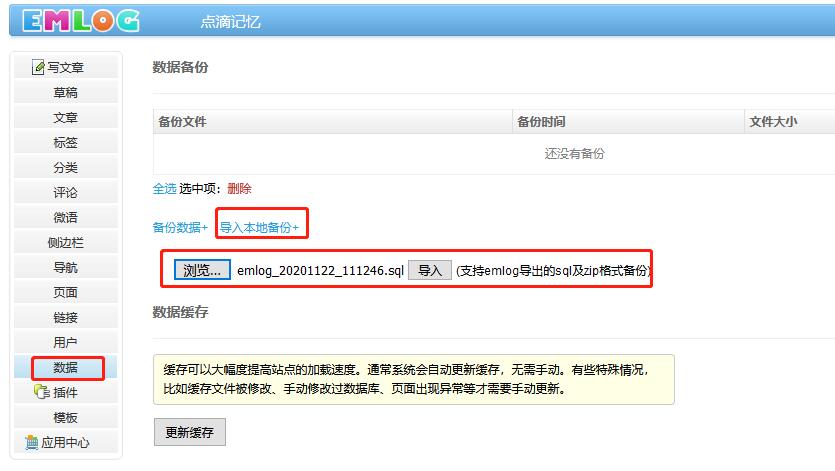 EMLOG 点滴记忆
写文章
草稿
文章
标签
分类
评论
微语
侧边栏
导航
页面
链接
用户
数据
插件
模板
应用中心
数据备份
备份文件 备份时间 文件大小
还没有备份
全选 选中项：删除
备份数据+ 导入本地备份+
浏览... emlog_20201122_111246.sql 导入 (支持emlog导出的sql及zip格式备份)
数据缓存
缓存可以大幅度提高站点的加载速度。通常系统会自动更新缓存，无需手动。有些特殊情况，
比如缓存文件被修改、手动修改过数据库、页面出现异常等才需要手动更新。
更新缓存